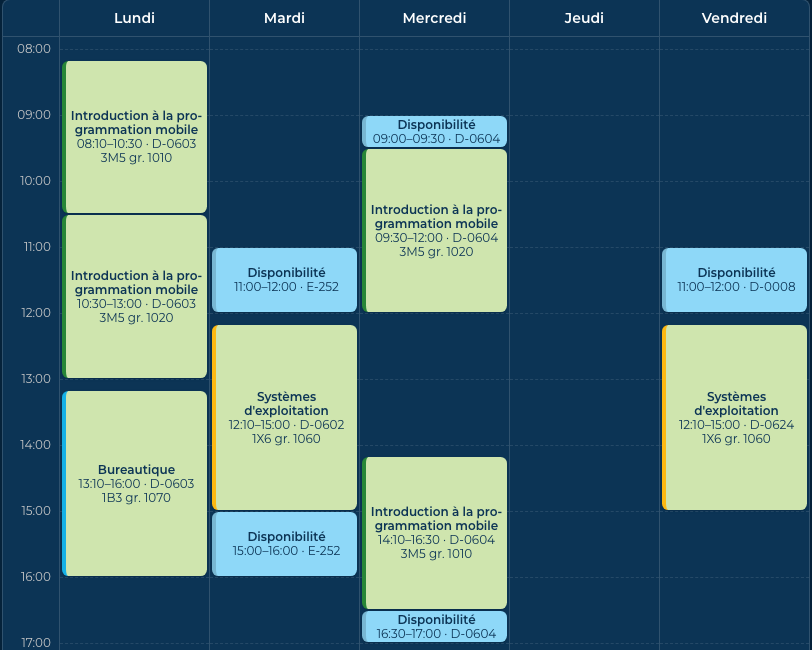 Lundi
Mardi
Mercredi
Jeudi
Vendredi
08:00
09:00
10:00
11:00
12:00
13:00
14:00
15:00
16:00
17:00
Introduction à la pro-
grammation mobile
08:10–10:30 · D-0603
3M5 gr. 1010
Introduction à la pro-
grammation mobile
10:30–13:00 · D-0603
3M5 gr. 1020
Bureautique
13:10–16:00 · D-0603
1B3 gr. 1070
Disponibilité
11:00–12:00 · E-252
Systèmes
d'exploitation
12:10–15:00 · D-0602
1X6 gr. 1060
Disponibilité
15:00–16:00 · E-252
Disponibilité
09:00–09:30 · D-0604
Introduction à la pro-
grammation mobile
09:30–12:00 · D-0604
3M5 gr. 1020
Introduction à la pro-
grammation mobile
14:10–16:30 · D-0604
3M5 gr. 1010
Disponibilité
16:30–17:00 · D-0604
Disponibilité
11:00–12:00 · D-0008
Systèmes
d'exploitation
12:10–15:00 · D-0624
1X6 gr. 1060